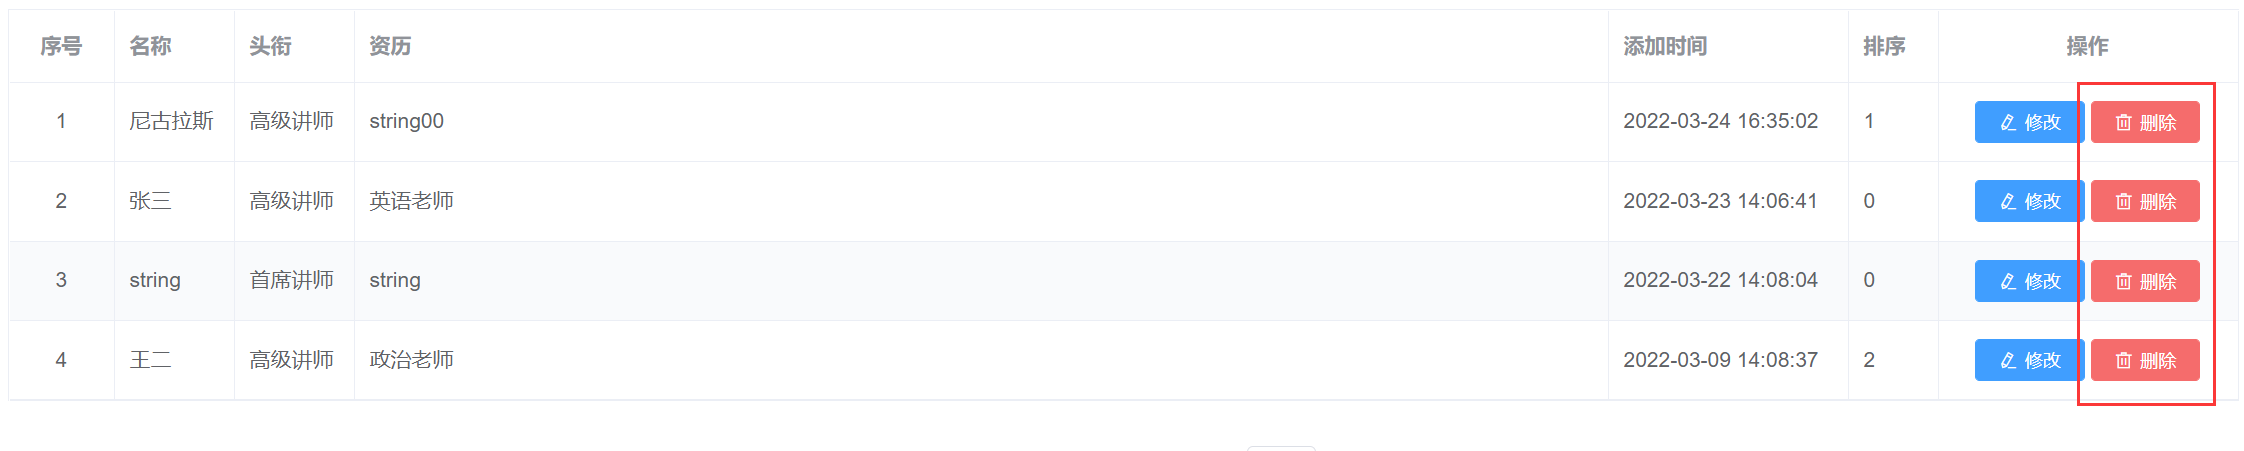 序号 名称 头衔 资历 添加时间 排序 操作
1 尼古拉斯 高级讲师 string00 2022-03-24 16:35:02 1 修改 删除
2 张三 高级讲师 英语老师 2022-03-23 14:06:41 0 修改 删除
3 string 首席讲师 string 2022-03-22 14:08:04 0 修改 删除
4 王二 高级讲师 政治老师 2022-03-09 14:08:37 2 修改 删除